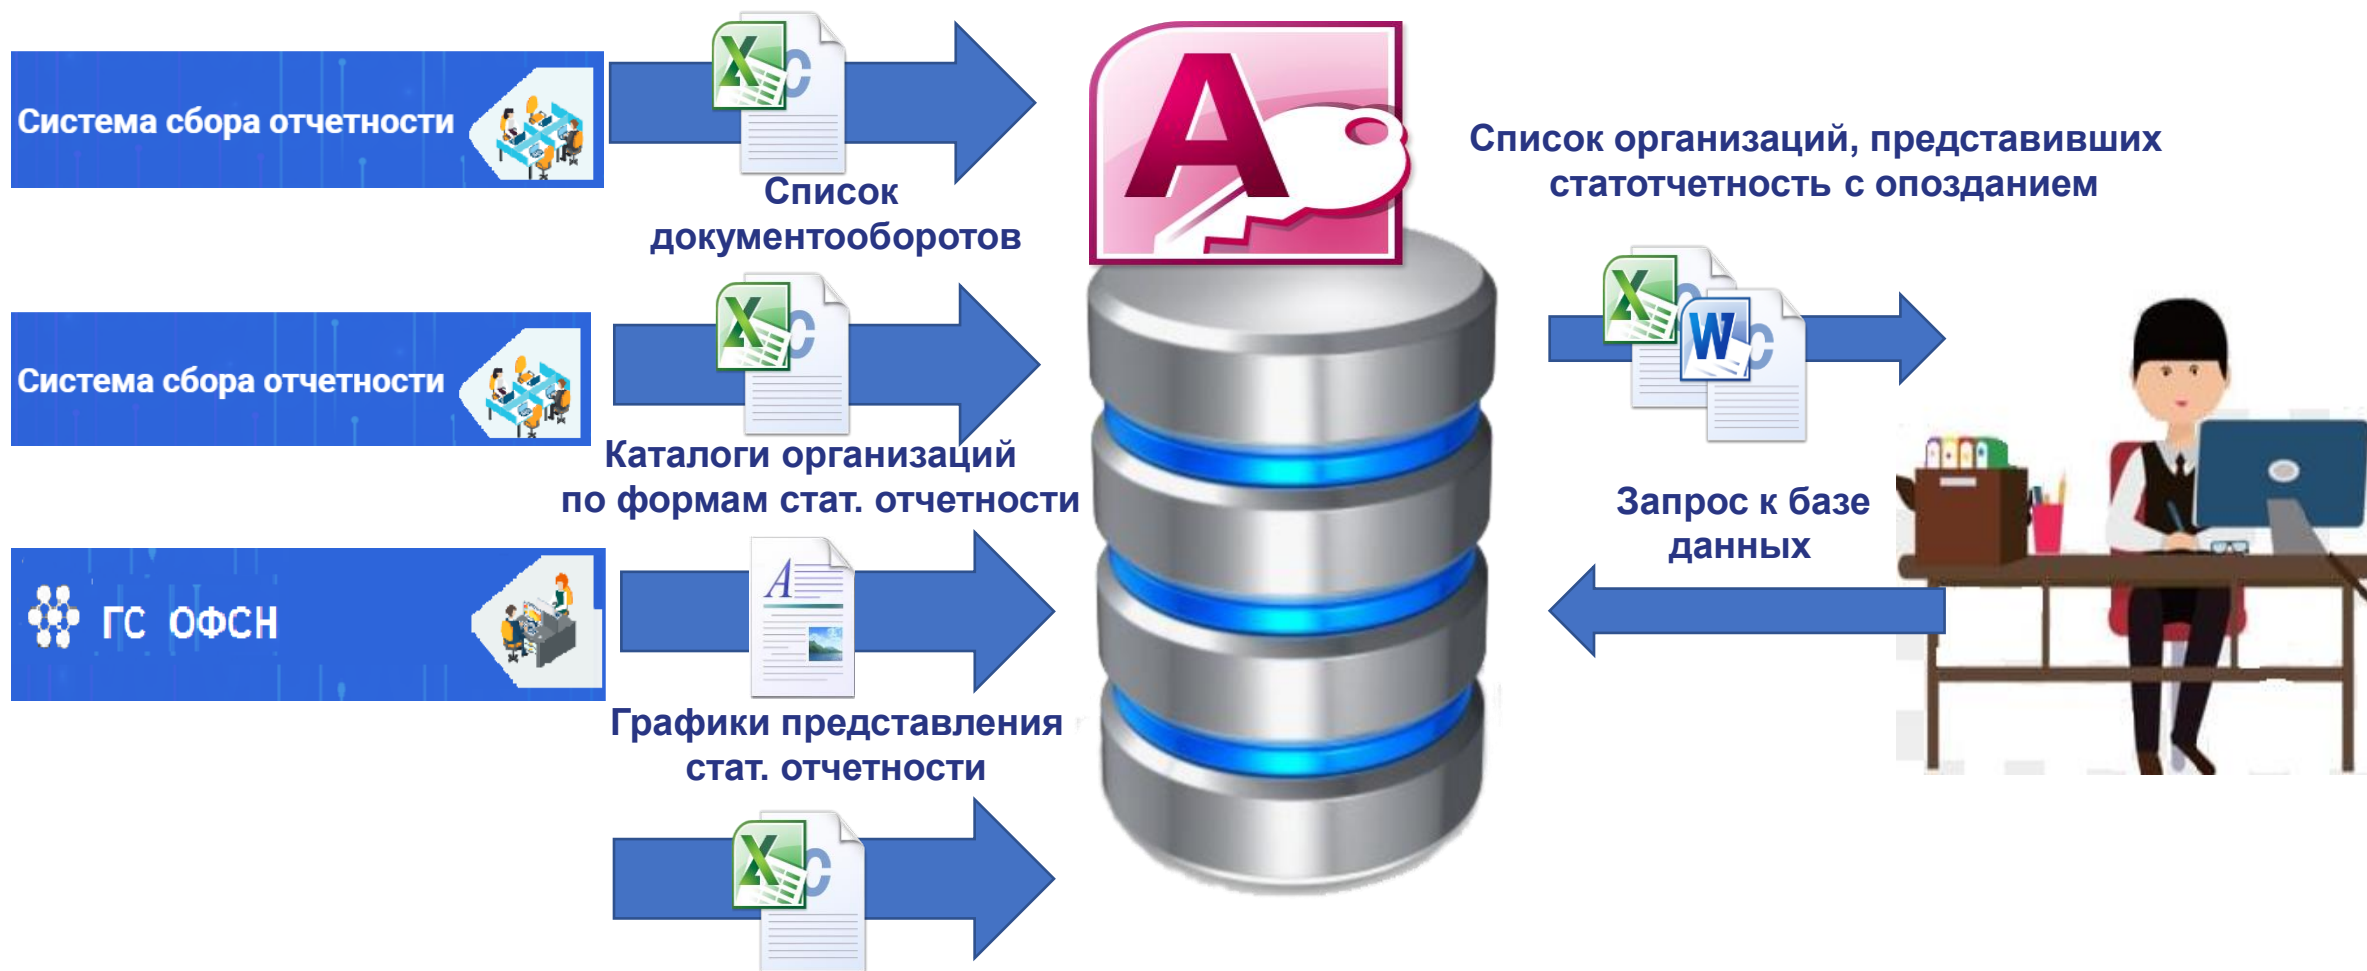 Система сбора отчетности
Список
документооборотов
Система сбора отчетности
Каталоги организаций
по формам стат. отчетности
ГС ОФСН
Графики представления
стат. отчетности
Список организаций, представивших
статотчетность с опозданием
Запрос к базе
данных